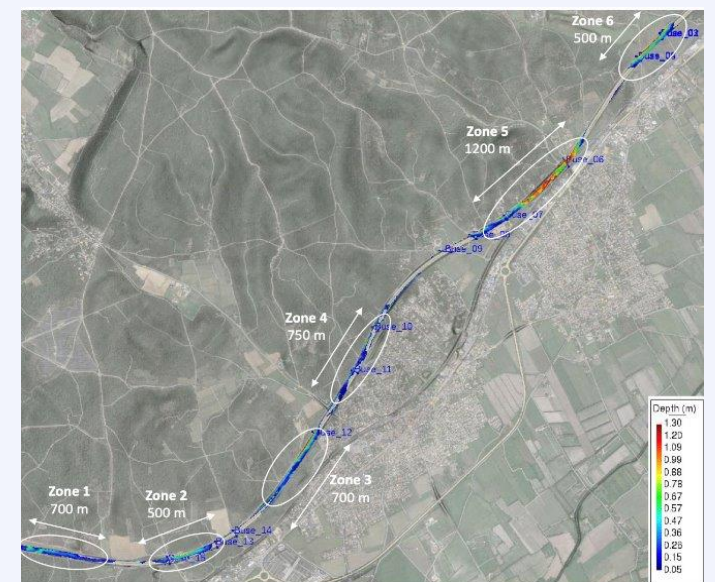 Zone 6
500 m
Buse_03
Buse_04
Zone 5
1200 m
Buse_06
Buse_07
Buse_09
Zone 4
750 m
Buse_10
Buse_11
Buse_12
Zone 3
700 m
Zone 1
700 m
Zone 2
500 m
Buse_14
Buse_13
Depth (m)
1.30
1.20
1.09
0.99
0.88
0.78
0.67
0.57
0.47
0.36
0.26
0.15
0.05